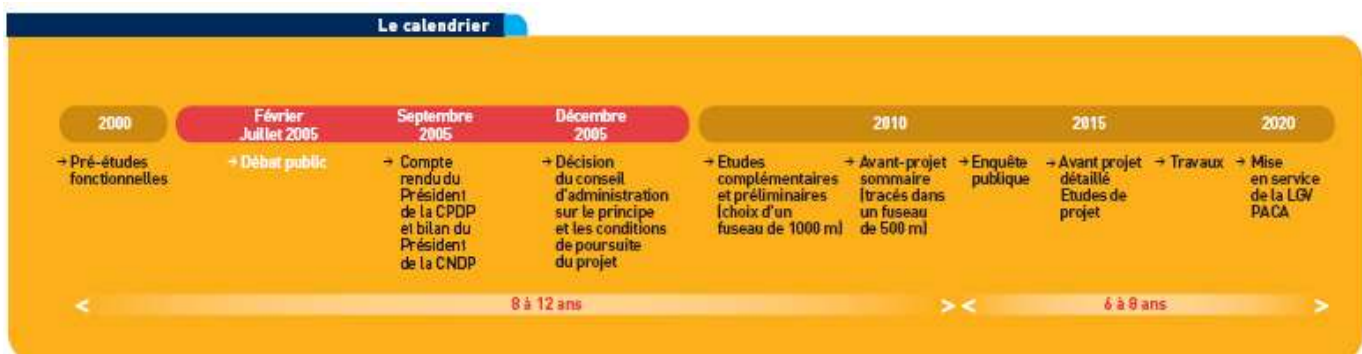 Le calendrier
2000
Février
Juillet 2005
Septembre
2005
Décembre
2005
2010
2015
2020
→ Pré-études
fonctionnelles
→ Débat public
→ Compte
rendu du
Président
de la CPDP
et bilan du
Président
de la CNDP
→ Décision
du conseil
d'administration
sur le principe
et les conditions
de poursuite
du projet
→ Etudes
complémentaires
et préliminaires
(choix d'un
fuseau de 1000 m)
→ Avant-projet
sommaire
(tracés dans
un fuseau
de 500 m)
→ Enquête
publique
→ Avant projet
détaillé
Etudes de
projet
→ Travaux
→ Mise
en service
de la LGV
PACA
< 8 à 12 ans >
< 6 à 8 ans >